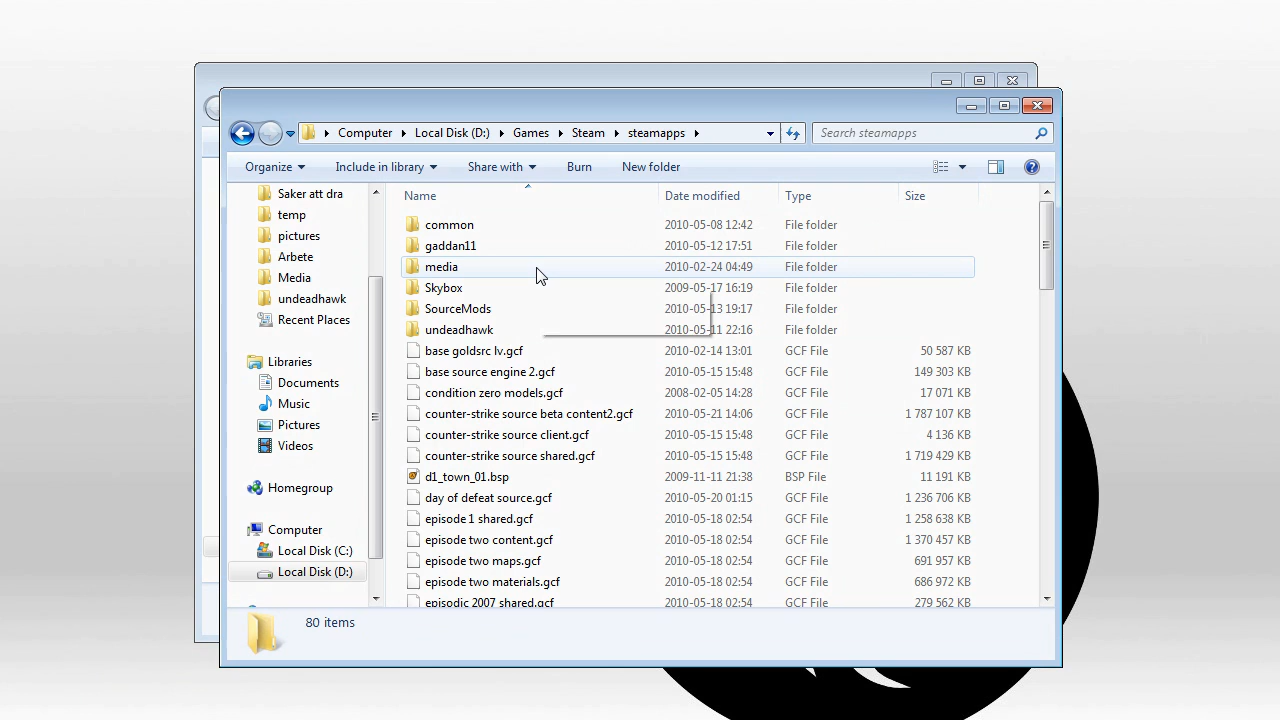 Computer Local Disk (D:) Games Steam steamapps Search steamapps
Organize Include in library Share with Burn New folder
Saker att dra
temp
pictures
Arbete
Media
undeadhawk
Recent Places
Libraries
Documents
Music
Pictures
Videos
Homegroup
Computer
Local Disk (C:)
Local Disk (D:)
Name Date modified Type Size
common 2010-05-08 12:42 File folder
gaddan11 2010-05-12 17:51 File folder
media 2010-02-24 04:49 File folder
Skybox 2009-05-17 16:19 File folder
SourceMods 2010-05-13 19:17 File folder
undeadhawk 2010-05-11 22:16 File folder
base goldsrc lv.gcf 2010-02-14 13:01 GCF File 50 587 KB
base source engine 2.gcf 2010-05-15 15:48 GCF File 149 303 KB
condition zero models.gcf 2008-02-05 14:28 GCF File 17 071 KB
counter-strike source beta content2.gcf 2010-05-21 14:06 GCF File 1 787 107 KB
counter-strike source client.gcf 2010-05-15 15:48 GCF File 4 136 KB
counter-strike source shared.gcf 2010-05-15 15:48 GCF File 1 719 429 KB
d1_town_01.bsp 2009-11-11 21:38 BSP File 11 191 KB
day of defeat source.gcf 2010-05-20 01:15 GCF File 1 236 706 KB
episode 1 shared.gcf 2010-05-18 02:54 GCF File 1 258 638 KB
episode two content.gcf 2010-05-18 02:54 GCF File 1 370 457 KB
episode two maps.gcf 2010-05-18 02:54 GCF File 691 957 KB
episode two materials.gcf 2010-05-18 02:54 GCF File 686 972 KB
episodic 2007 shared.gcf 2010-05-18 02:54 GCF File 279 562 KB
80 items